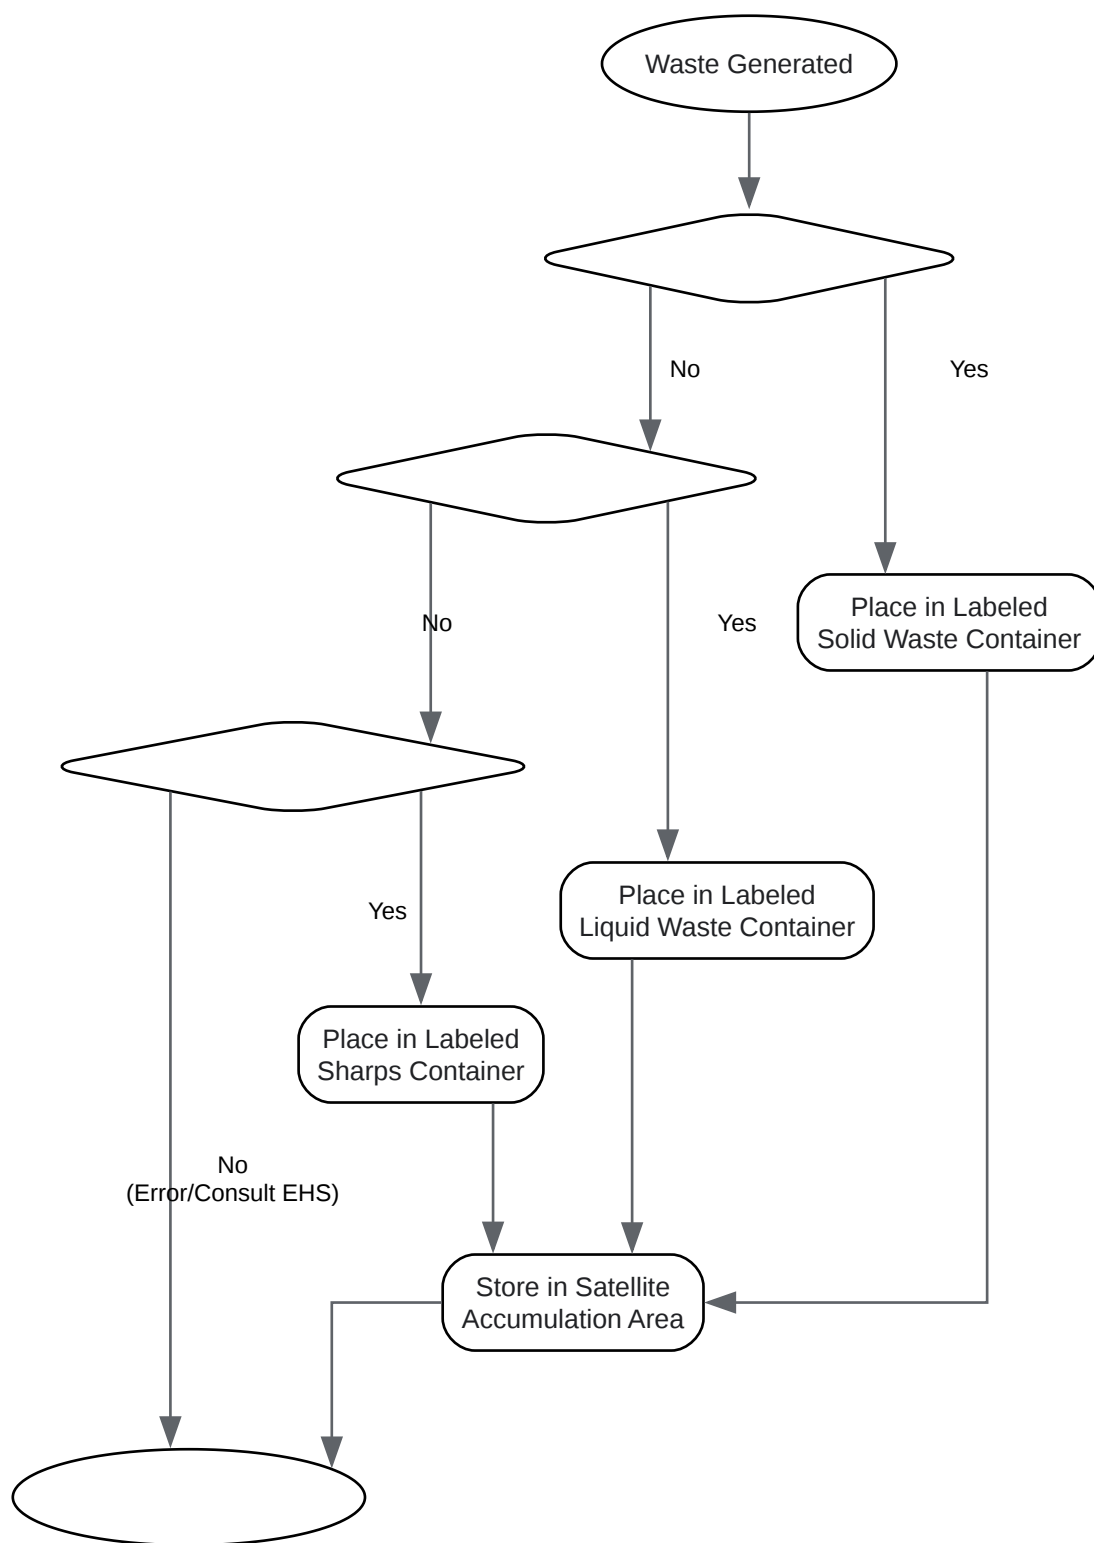 Waste Generated
No
Yes
No
Yes
Place in Labeled
Solid Waste Container
Yes
Place in Labeled
Liquid Waste Container
Place in Labeled
Sharps Container
No
(Error/Consult EHS)
Store in Satellite
Accumulation Area